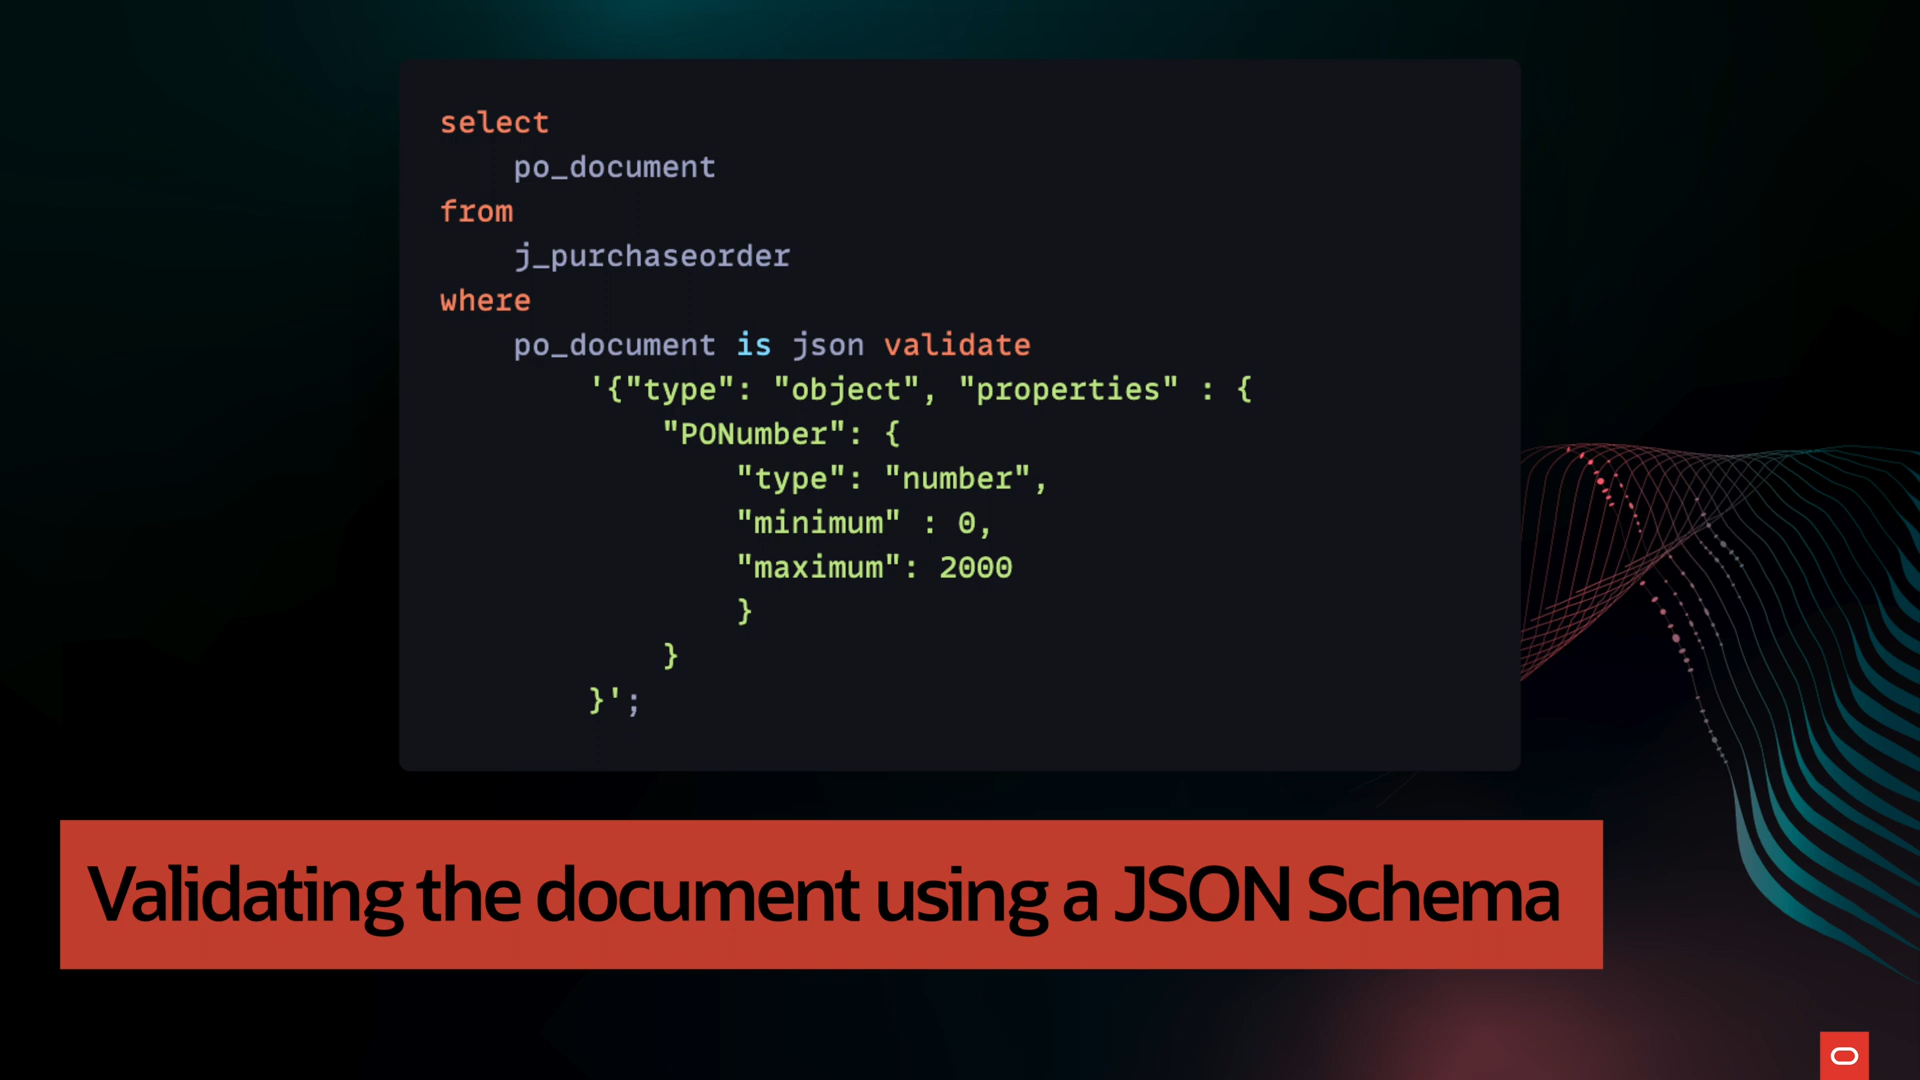 select
po_document
from
j_purchaseorder
where
po_document is json validate
'{"type": "object", "properties" : {
"PONumber": {
"type": "number",
"minimum" : 0,
"maximum": 2000
}
}
}';
Validating the document using a JSON Schema